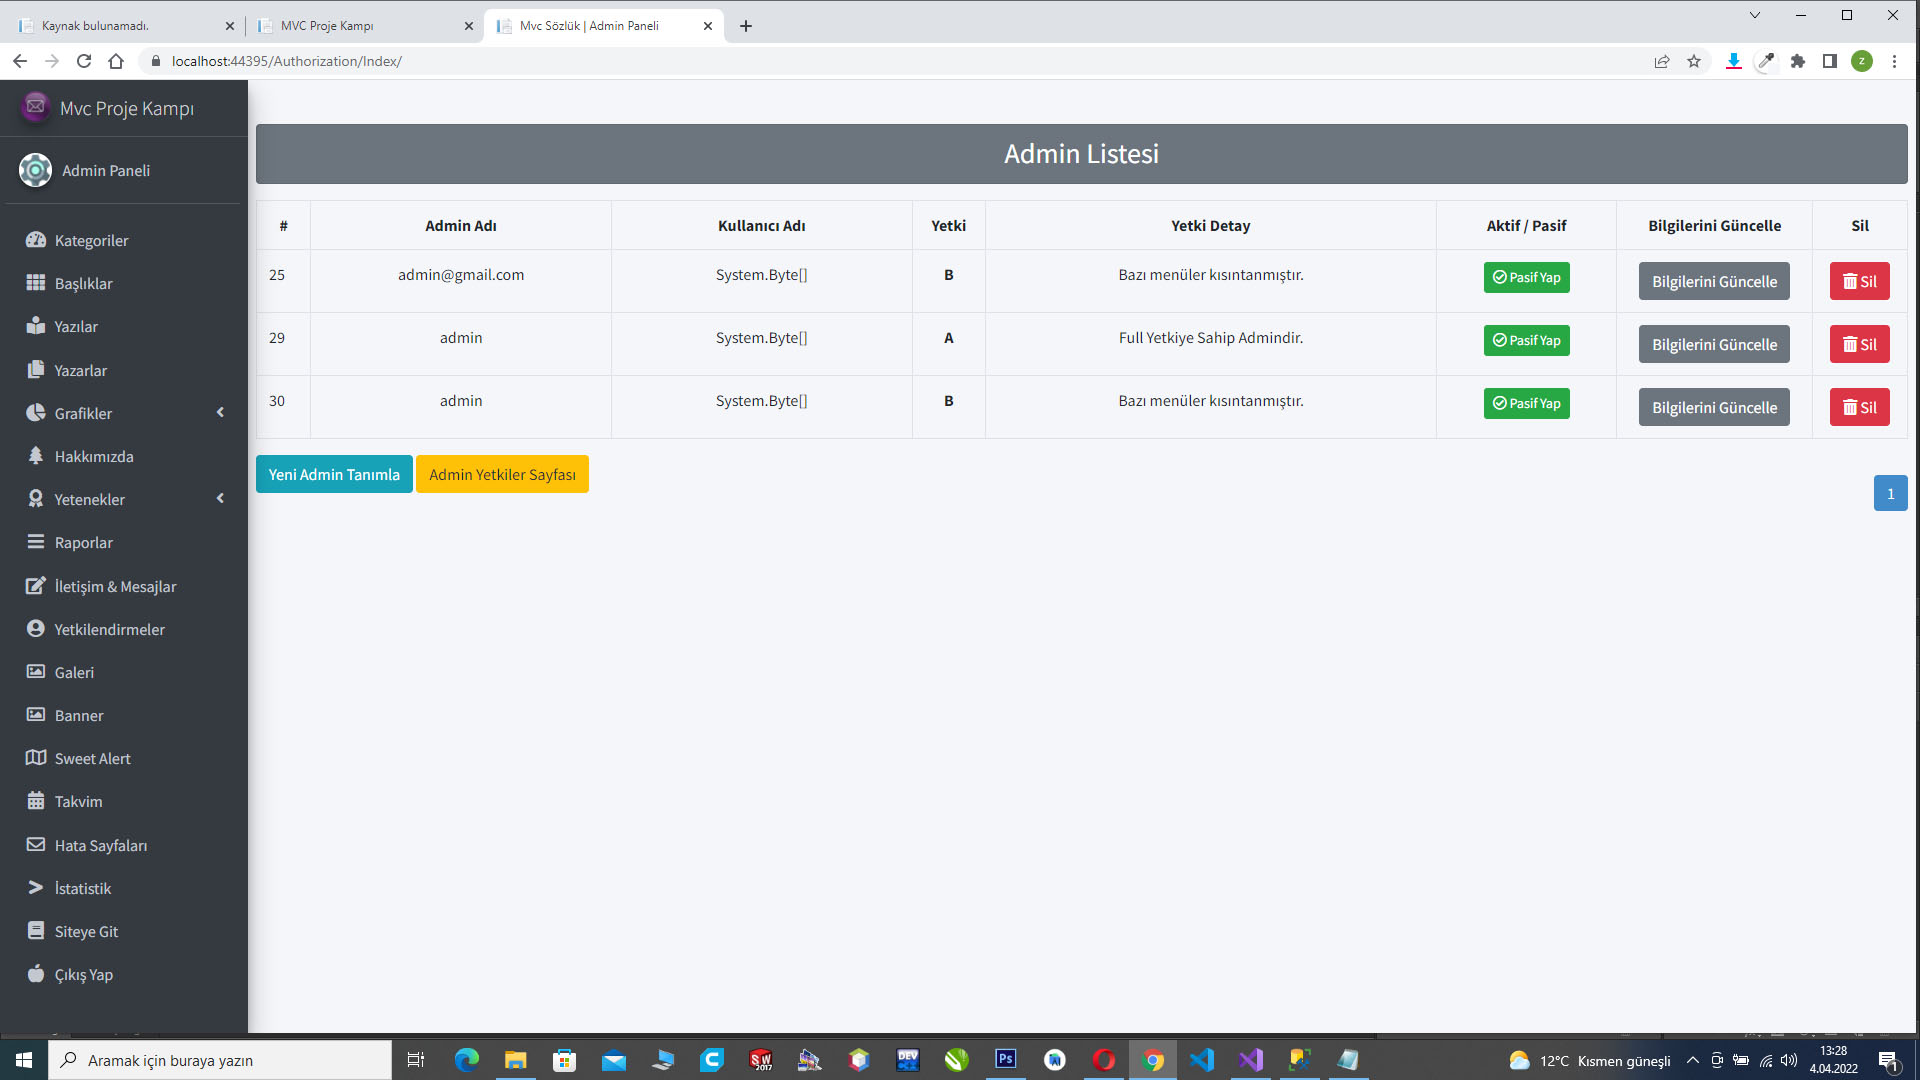 Kaynak bulunamadı.
MVC Proje Kampı
Mvc Sözlük | Admin Paneli
localhost:44395/Authorization/Index/
z
Mvc Proje Kampı
Admin Paneli
Kategoriler
Başlıklar
Yazılar
Yazarlar
Grafikler
Hakkımızda
Yetenekler
Raporlar
İletişim & Mesajlar
Yetkilendirmeler
Galeri
Banner
Sweet Alert
Takvim
Hata Sayfaları
İstatistik
Siteye Git
Çıkış Yap
Admin Listesi
# Admin Adı Kullanıcı Adı Yetki Yetki Detay Aktif / Pasif Bilgilerini Güncelle Sil
25 admin@gmail.com System.Byte[] B Bazı menüler kısıntanmıştır. Pasif Yap Bilgilerini Güncelle Sil
29 admin System.Byte[] A Full Yetkiye Sahip Admindir. Pasif Yap Bilgilerini Güncelle Sil
30 admin System.Byte[] B Bazı menüler kısıntanmıştır. Pasif Yap Bilgilerini Güncelle Sil
Yeni Admin Tanımla Admin Yetkiler Sayfası
1
Aramak için buraya yazın
SW
2017
DEV
Ps
12°C Kısmen güneşli
13:28
4.04.2022
1